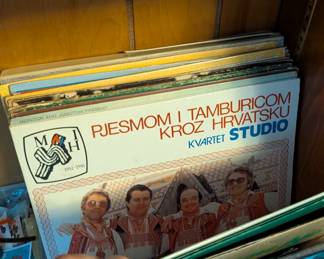 PJESMOM I TAMBURICOM
KROZ HRVATSKU
KVARTET STUDIO
M I
H